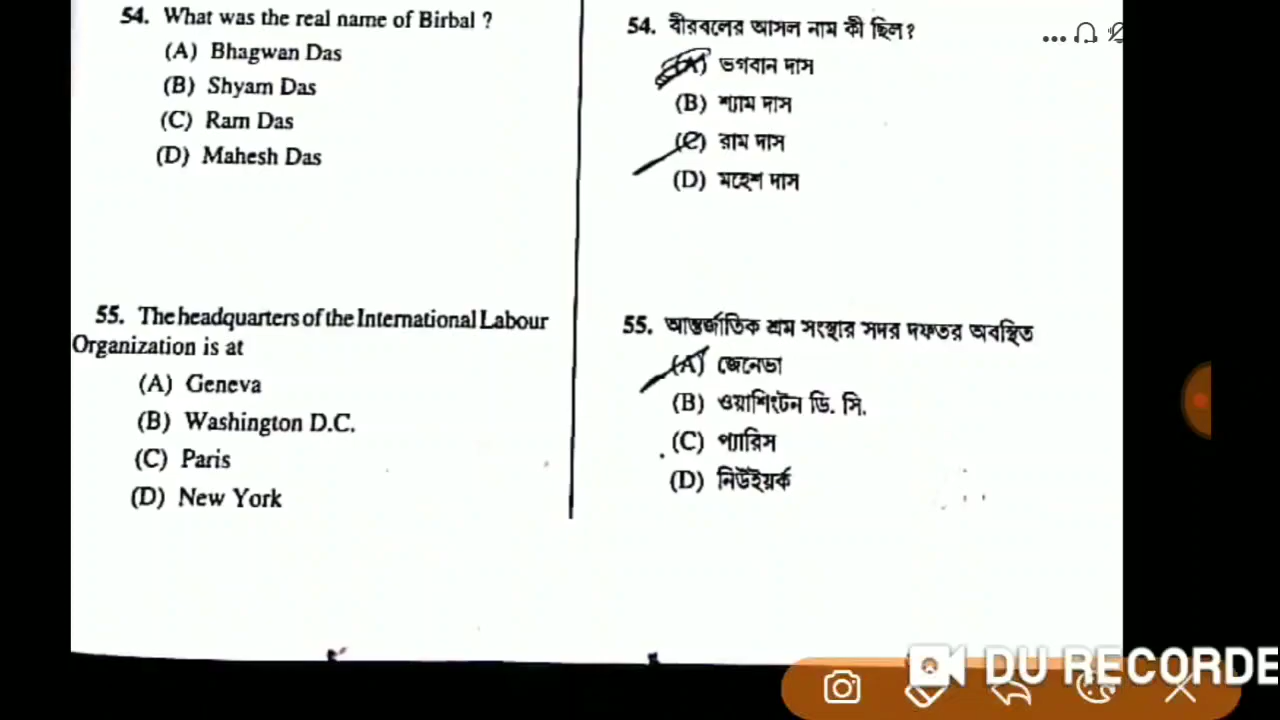 54. What was the real name of Birbal ?
(A) Bhagwan Das
(B) Shyam Das
(C) Ram Das
(D) Mahesh Das
55. The headquarters of the International Labour
Organization is at
(A) Geneva
(B) Washington D.C.
(C) Paris
(D) New York
54. বীরবলের আসল নাম কী ছিল?
(A) ভগবান দাস
(B) শ্যাম দাস
(C) রাম দাস
(D) মহেশ দাস
55. আন্তর্জাতিক শ্রম সংস্থার সদর দফতর অবস্থিত
(A) জেনেভা
(B) ওয়াশিংটন ডি. সি.
(C) প্যারিস
(D) নিউইয়র্ক
DU RECORDE